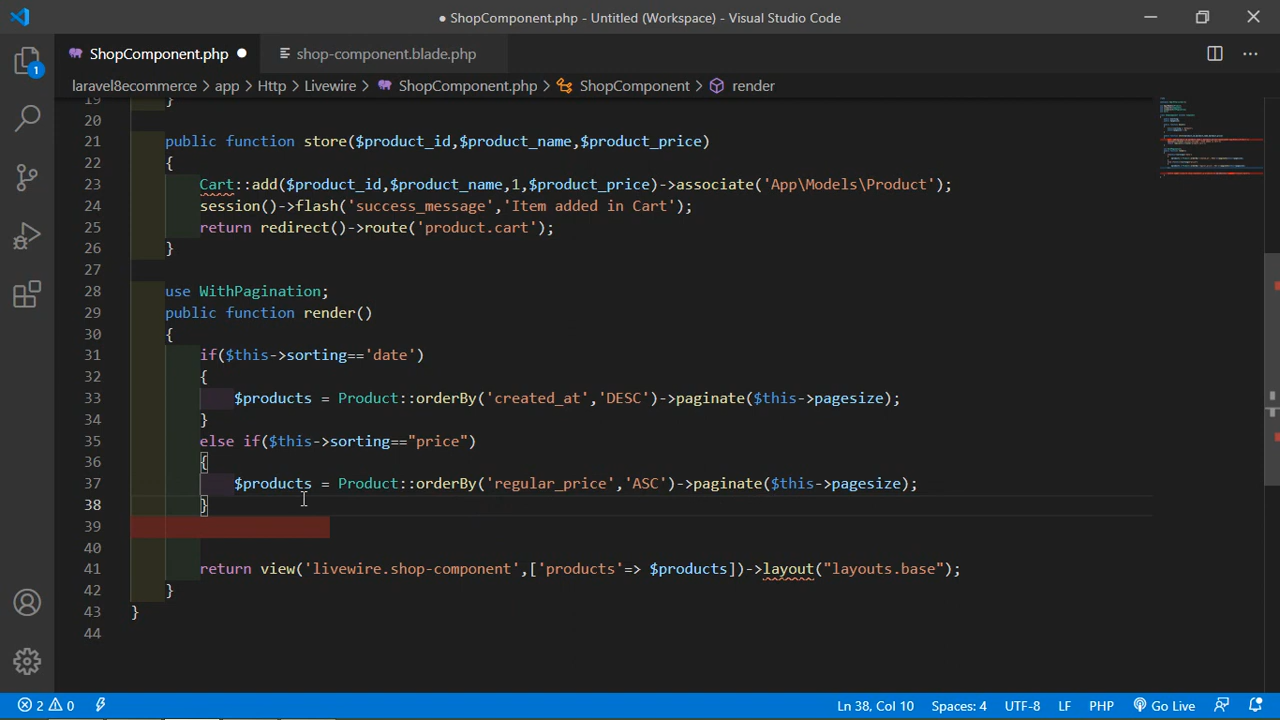 ● ShopComponent.php - Untitled (Workspace) - Visual Studio Code
ShopComponent.php ●
shop-component.blade.php
laravel8ecommerce > app > Http > Livewire > ShopComponent.php > ShopComponent > render
1
19 }
20
21 public function store($product_id,$product_name,$product_price)
22 {
23 Cart::add($product_id,$product_name,1,$product_price)->associate('App\Models\Product');
24 session()->flash('success_message','Item added in Cart');
25 return redirect()->route('product.cart');
26 }
27
28 use WithPagination;
29 public function render()
30 {
31 if($this->sorting=='date')
32 {
33 $products = Product::orderBy('created_at','DESC')->paginate($this->pagesize);
34 }
35 else if($this->sorting=="price")
36 {
37 $products = Product::orderBy('regular_price','ASC')->paginate($this->pagesize);
38 }
39
40
41 return view('livewire.shop-component',['products'=> $products])->layout("layouts.base");
42 }
43 }
44
2 0 Ln 38, Col 10 Spaces: 4 UTF-8 LF PHP Go Live